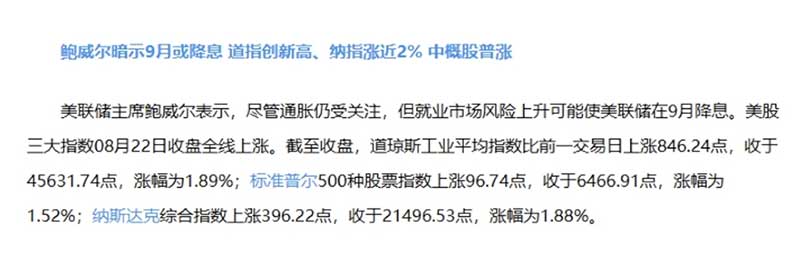 鲍威尔暗示9月或降息 道指创新高、纳指涨近2% 中概股普涨
美联储主席鲍威尔表示，尽管通胀仍受关注，但就业市场风险上升可能使美联储在9月降息。美股
三大指数08月22日收盘全线上涨。截至收盘，道琼斯工业平均指数比前一交易日上涨846.24点，收于
45631.74点，涨幅为1.89%；标准普尔500种股票指数上涨96.74点，收于6466.91点，涨幅为
1.52%；纳斯达克综合指数上涨396.22点，收于21496.53点，涨幅为1.88%。